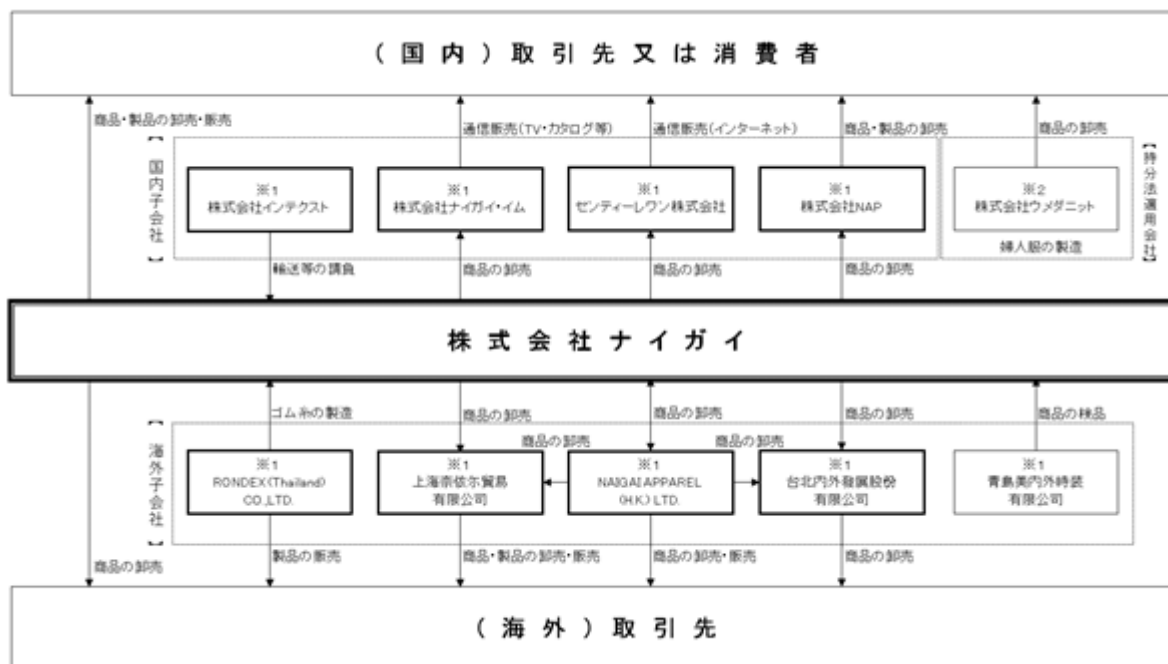 （国内）取引先又は消費者
商品・製品の卸売・販売
通信販売(TV・カタログ等)
通信販売(インターネット)
商品・製品の卸売
商品の卸売
【国内子会社】
※1
株式会社インテクスト
※1
株式会社ナイガイ・イム
※1
センティーレワン株式会社
※1
株式会社NAP
※2
株式会社ウメダニット
婦人服の製造
【持分法適用会社】
輸送等の請負
商品の卸売
商品の卸売
商品の卸売
株式会社ナイガイ
ゴム糸の製造
商品の卸売
商品の卸売
商品の卸売
商品の検品
【海外子会社】
商品の卸売
商品の卸売
※1
RONDEX(Thailand)
CO.,LTD.
※1
上海奈依尓貿易
有限公司
※1
NAIGAI APPAREL
(H.K.) LTD.
※1
台北内外發展股份
有限公司
※1
青島美内外時装
有限公司
商品の卸売
製品の販売
商品・製品の卸売・販売
商品の卸売・販売
商品の卸売
（海外）取引先